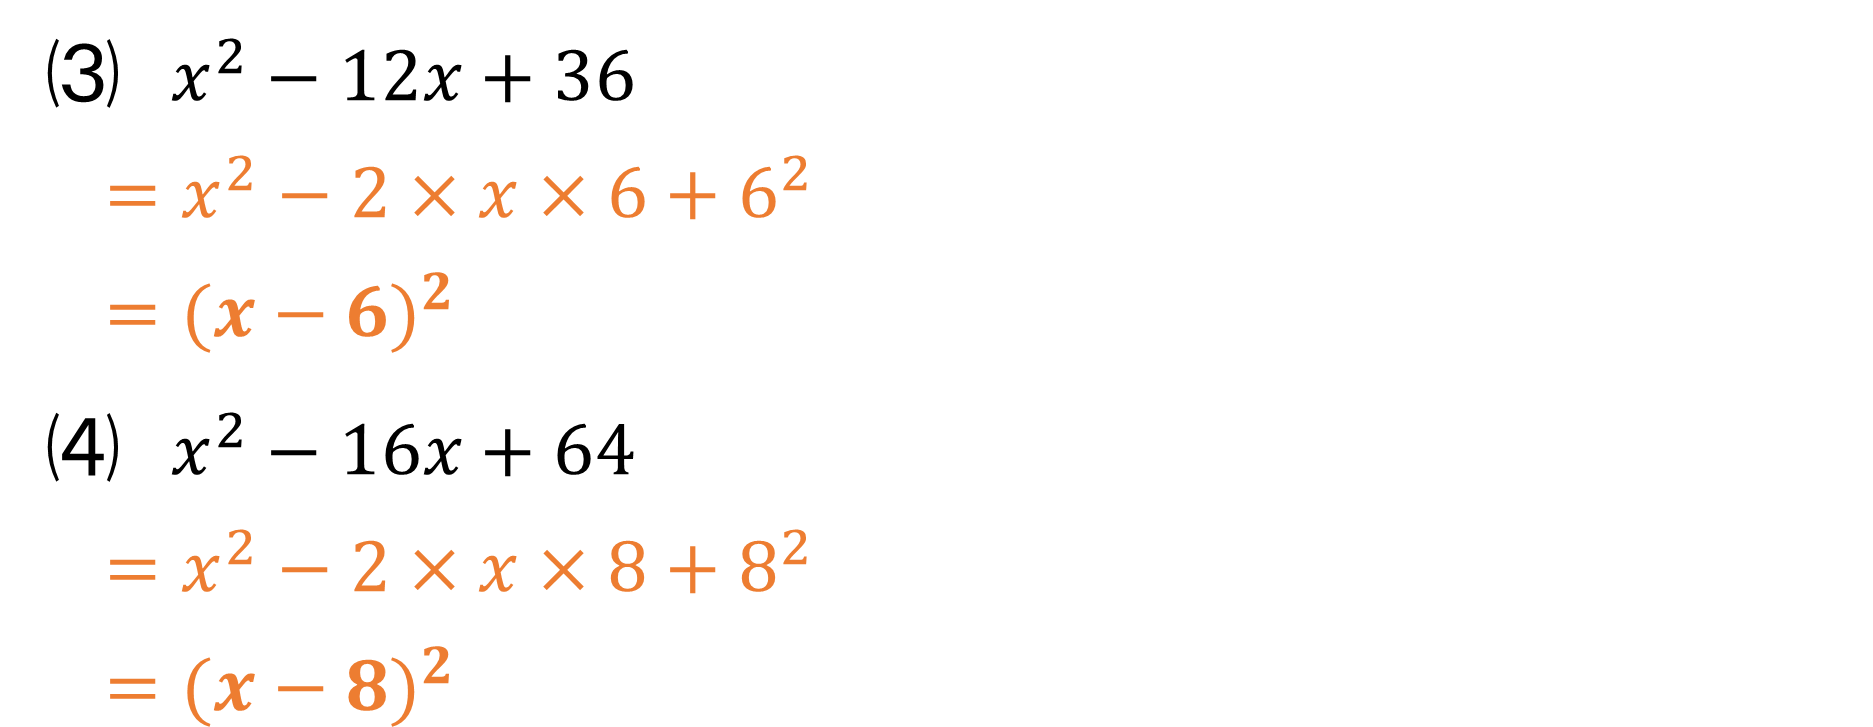 (3) x² − 12x + 36
= x² − 2 × x × 6 + 6²
= (x − 6)²
(4) x² − 16x + 64
= x² − 2 × x × 8 + 8²
= (x − 8)²